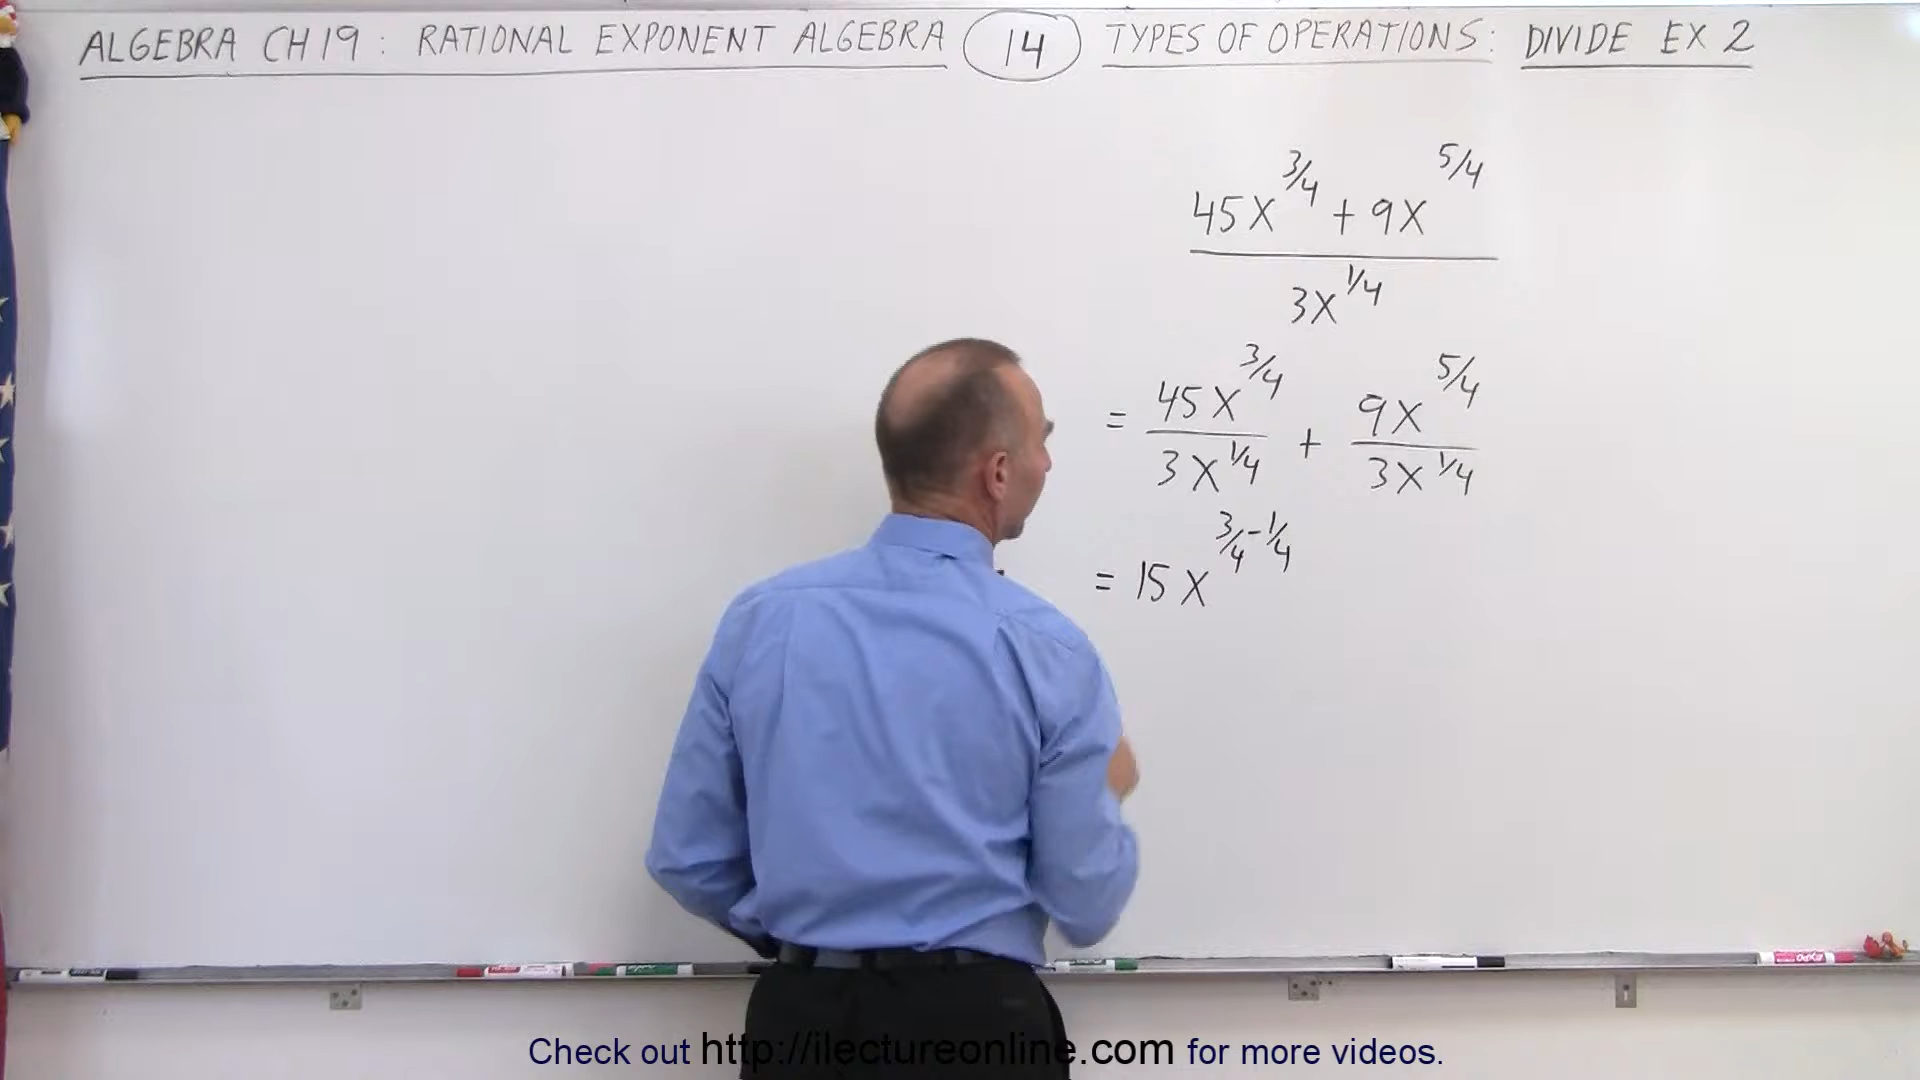 ALGEBRA CH 19: RATIONAL EXPONENT ALGEBRA 14 TYPES OF OPERATIONS: DIVIDE EX 2
45X^3/4 + 9X^5/4
3X^1/4
= 45X^3/4 + 9X^5/4
3X^1/4 3X^1/4
= 15X^3/4-1/4
Check out http://ilectureonline.com for more videos.